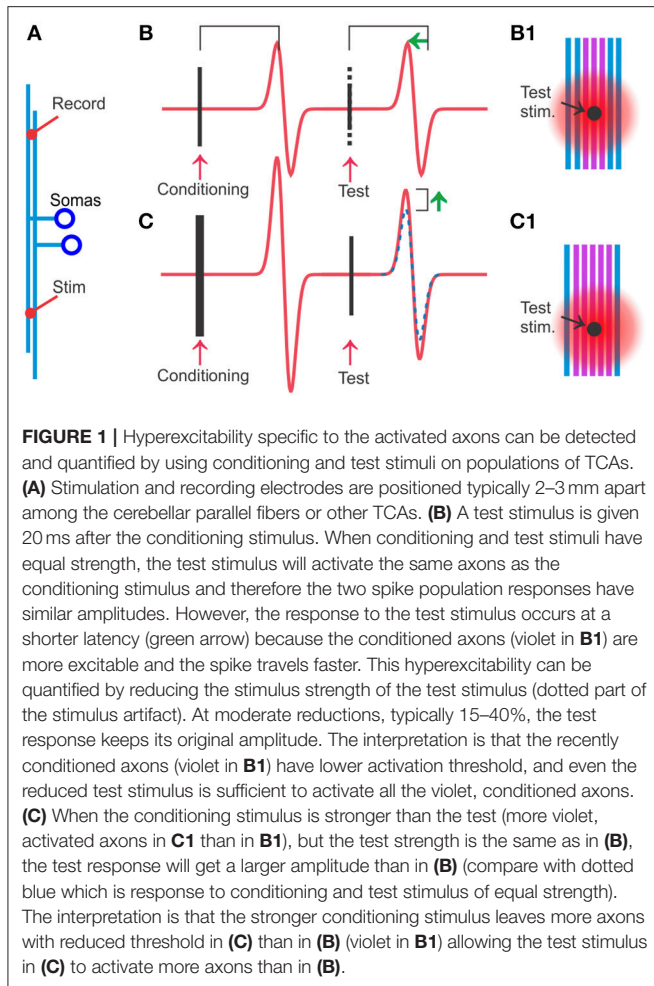 A
B
B1
Record
Test
stim.
Somas
Conditioning
Test
C
C1
Stim
Test
stim.
Conditioning
Test
FIGURE 1 | Hyperexcitability specific to the activated axons can be detected
and quantified by using conditioning and test stimuli on populations of TCAs.
(A) Stimulation and recording electrodes are positioned typically 2–3 mm apart
among the cerebellar parallel fibers or other TCAs. (B) A test stimulus is given
20 ms after the conditioning stimulus. When conditioning and test stimuli have
equal strength, the test stimulus will activate the same axons as the
conditioning stimulus and therefore the two spike population responses have
similar amplitudes. However, the response to the test stimulus occurs at a
shorter latency (green arrow) because the conditioned axons (violet in B1) are
more excitable and the spike travels faster. This hyperexcitability can be
quantified by reducing the stimulus strength of the test stimulus (dotted part of
the stimulus artifact). At moderate reductions, typically 15–40%, the test
response keeps its original amplitude. The interpretation is that the recently
conditioned axons (violet in B1) have lower activation threshold, and even the
reduced test stimulus is sufficient to activate all the violet, conditioned axons.
(C) When the conditioning stimulus is stronger than the test (more violet,
activated axons in C1 than in B1), but the test strength is the same as in (B),
the test response will get a larger amplitude than in (B) (compare with dotted
blue which is response to conditioning and test stimulus of equal strength).
The interpretation is that the stronger conditioning stimulus leaves more axons
with reduced threshold in (C) than in (B) (violet in B1) allowing the test stimulus
in (C) to activate more axons than in (B).